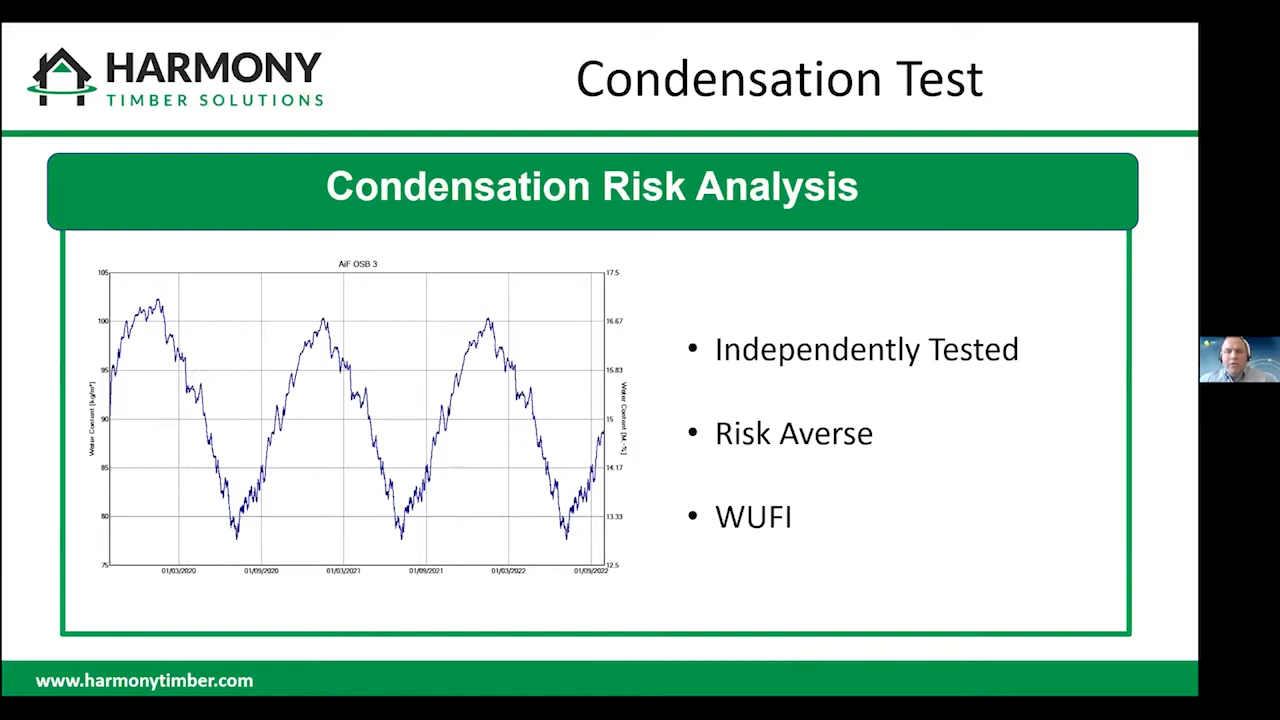 HARMONY
TIMBER SOLUTIONS
Condensation Test
Condensation Risk Analysis
AiF OSB 3
105
100
95
90
85
80
75
Water Content [kg/m³]
17.5
16.67
15.83
15
14.17
13.33
12.5
Water Content [M.-%]
01/03/2020
01/09/2020
01/03/2021
01/09/2021
01/03/2022
01/09/2022
• Independently Tested
• Risk Averse
• WUFI
www.harmonytimber.com